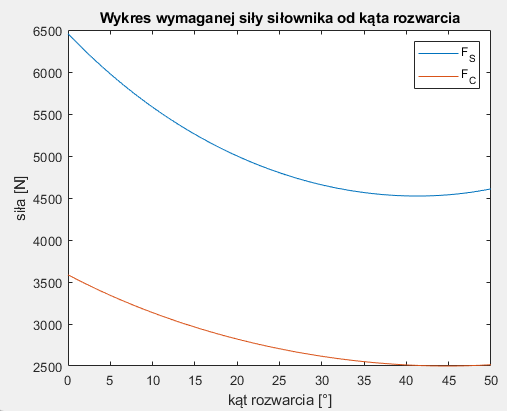 Wykres wymaganej siły siłownika od kąta rozwarcia
6500
6000
5500
5000
4500
4000
3500
3000
2500
siła [N]
F_S
F_C
0 5 10 15 20 25 30 35 40 45 50
kąt rozwarcia [°]